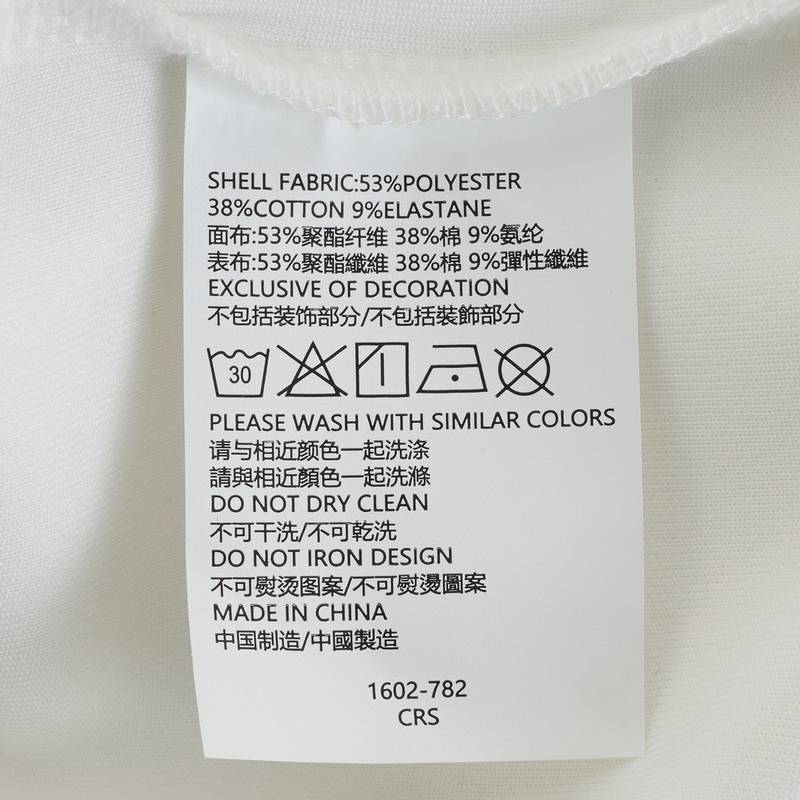 SHELL FABRIC:53%POLYESTER
38%COTTON 9%ELASTANE
面布:53%聚酯纤维 38%棉 9%氨纶
表布:53%聚酯纖維 38%棉 9%彈性纖維
EXCLUSIVE OF DECORATION
不包括装饰部分/不包括裝飾部分
30
PLEASE WASH WITH SIMILAR COLORS
请与相近颜色一起洗涤
請與相近顏色一起洗滌
DO NOT DRY CLEAN
不可干洗/不可乾洗
DO NOT IRON DESIGN
不可熨烫图案/不可熨燙圖案
MADE IN CHINA
中国制造/中國製造
1602-782
CRS